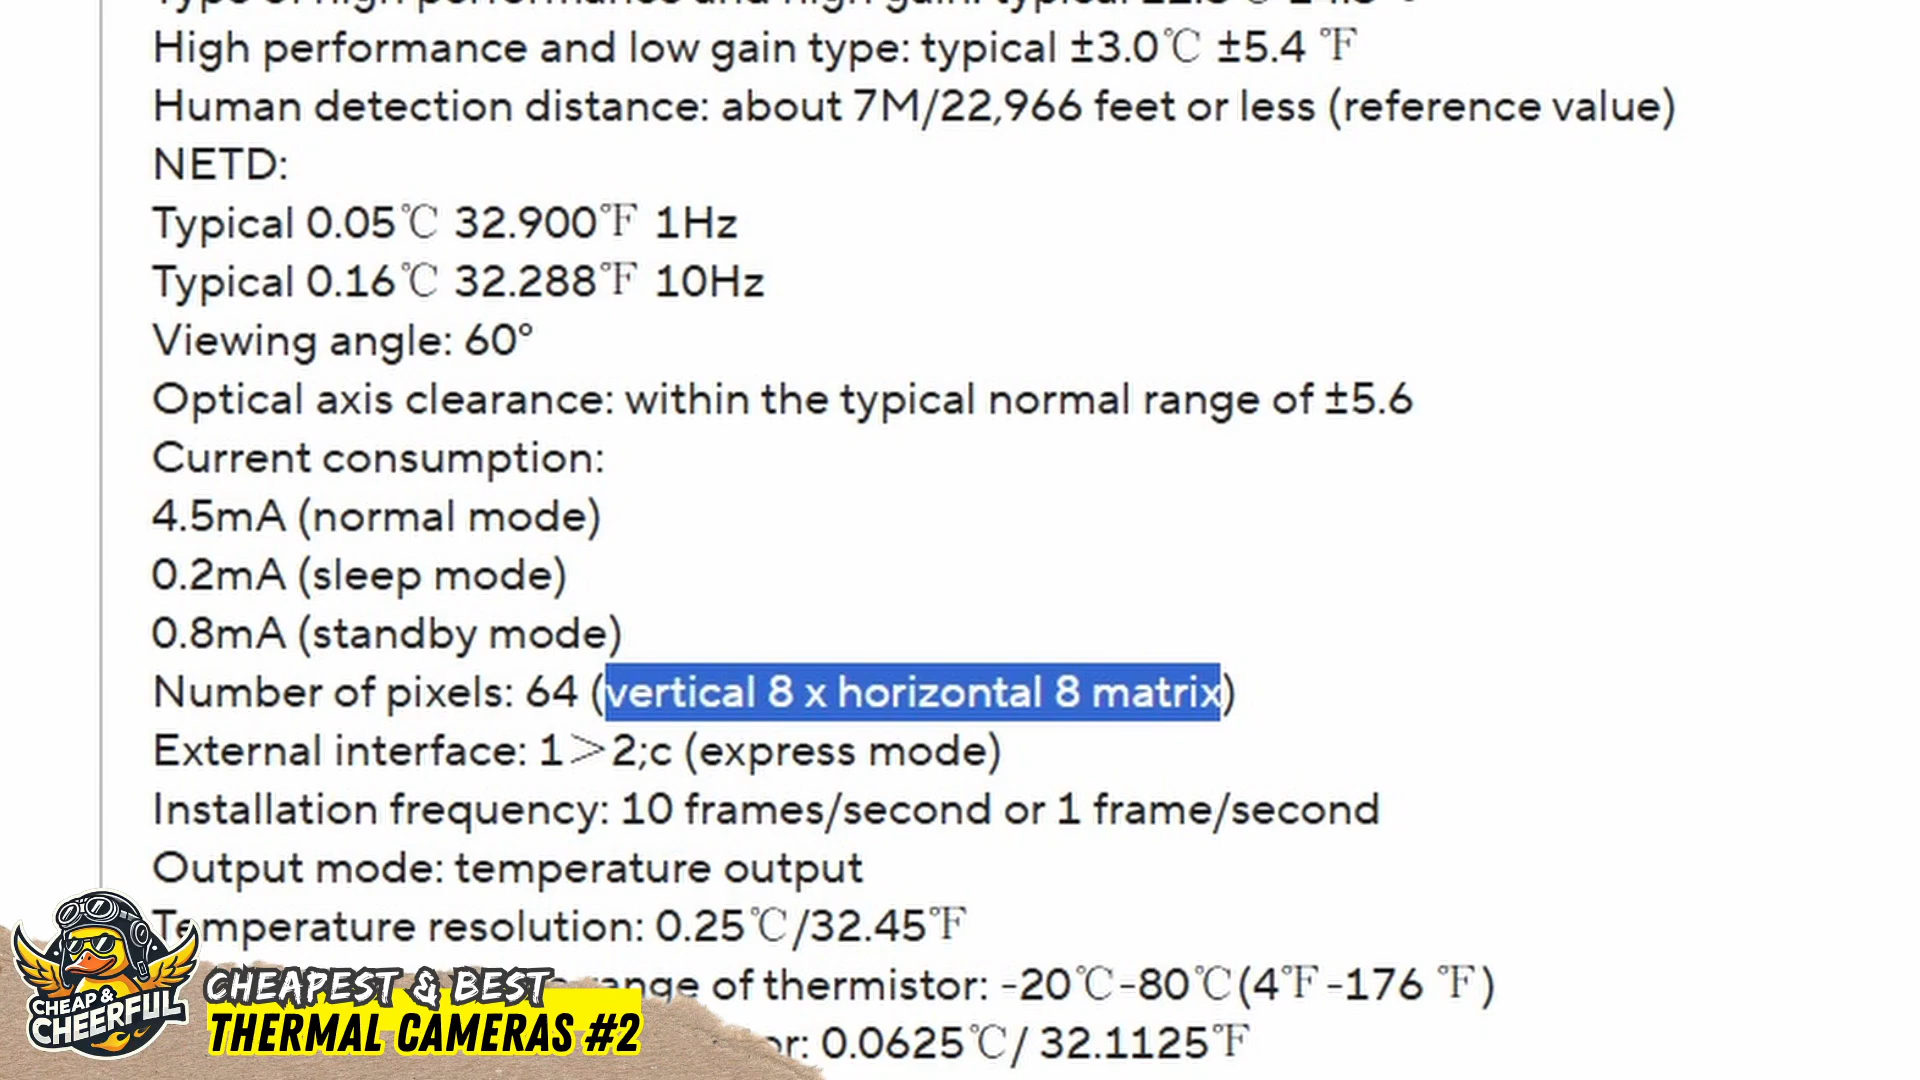 High performance and low gain type: typical ±3.0℃ ±5.4 ℉
Human detection distance: about 7M/22,966 feet or less (reference value)
NETD:
Typical 0.05℃ 32.900℉ 1Hz
Typical 0.16℃ 32.288℉ 10Hz
Viewing angle: 60°
Optical axis clearance: within the typical normal range of ±5.6
Current consumption:
4.5mA (normal mode)
0.2mA (sleep mode)
0.8mA (standby mode)
Number of pixels: 64 (vertical 8 x horizontal 8 matrix)
External interface: 1>2;c (express mode)
Installation frequency: 10 frames/second or 1 frame/second
Output mode: temperature output
Temperature resolution: 0.25℃/32.45℉
of thermistor: -20℃-80℃(4℉-176 ℉)
0.0625℃/ 32.1125℉
CHEAP &
CHEERFUL
CHEAPEST & BEST
THERMAL CAMERAS #2